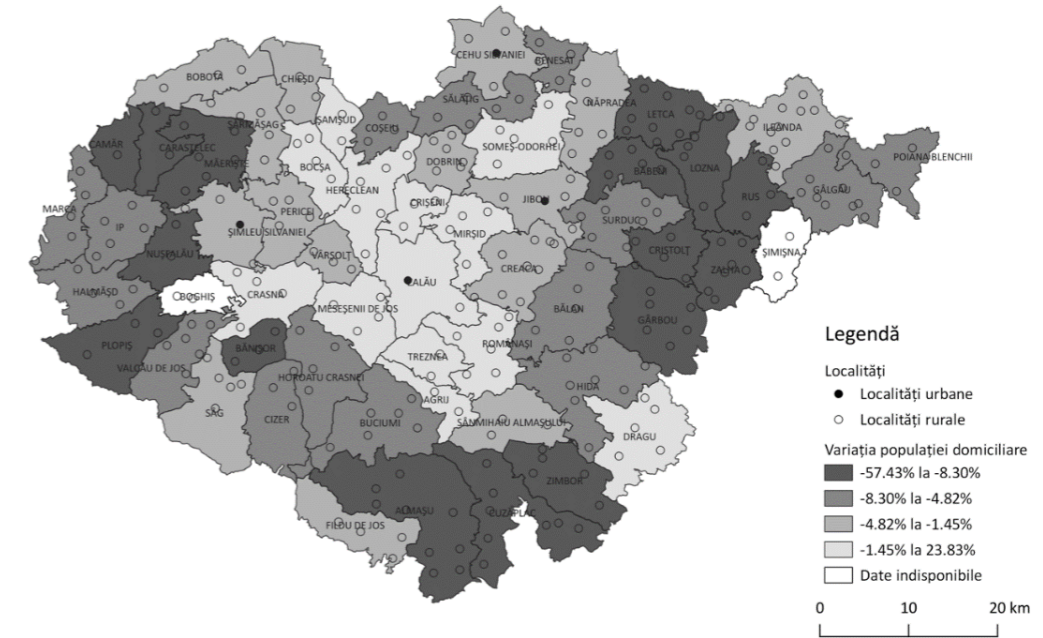 CEHU SILVANIEI
BENESAT
BOBOTA
CHIEȘD
SĂLĂȚIG
NĂPRADEA
LETCA
ILEANDA
SĂRMĂȘAG
ȘAMȘUD
COȘEIU
CAMĂR
CARASTELEC
SOMEȘ-ODORHEI
POIANA BLENCHII
MĂERIȘTE
BOCȘA
DOBRIN
BĂBENI
LOZNA
HERECLEAN
GÂLGĂU
CRIȘENI
JIBOU
RUS
MARCA
PERICEI
SURDUC
IP
ȘIMLEU SILVANIEI
MIRȘID
NUȘFALĂU
VÂRȘOLȚ
CRISTOLȚ
ȘIMIȘNA
CREACA
ZALHA
ZALĂU
HALMĂȘD
BOGHIȘ
CRASNA
MESEȘENII DE JOS
BĂLAN
GÂRBOU
PLOPIȘ
BĂNIȘOR
ROMÂNAȘI
TREZNEA
VALCĂU DE JOS
HOROATU CRASNEI
HIDA
AGRIJ
SÂG
CIZER
BUCIUMI
SÂNMIHAIU ALMAȘULUI
DRAGU
ZIMBOR
ALMAȘU
CUZĂPLAC
FILDU DE JOS
Legendă
Localități
Localități urbane
Localități rurale
Variația populației domiciliare
-57.43% la -8.30%
-8.30% la -4.82%
-4.82% la -1.45%
-1.45% la 23.83%
Date indisponibile
0 10 20 km